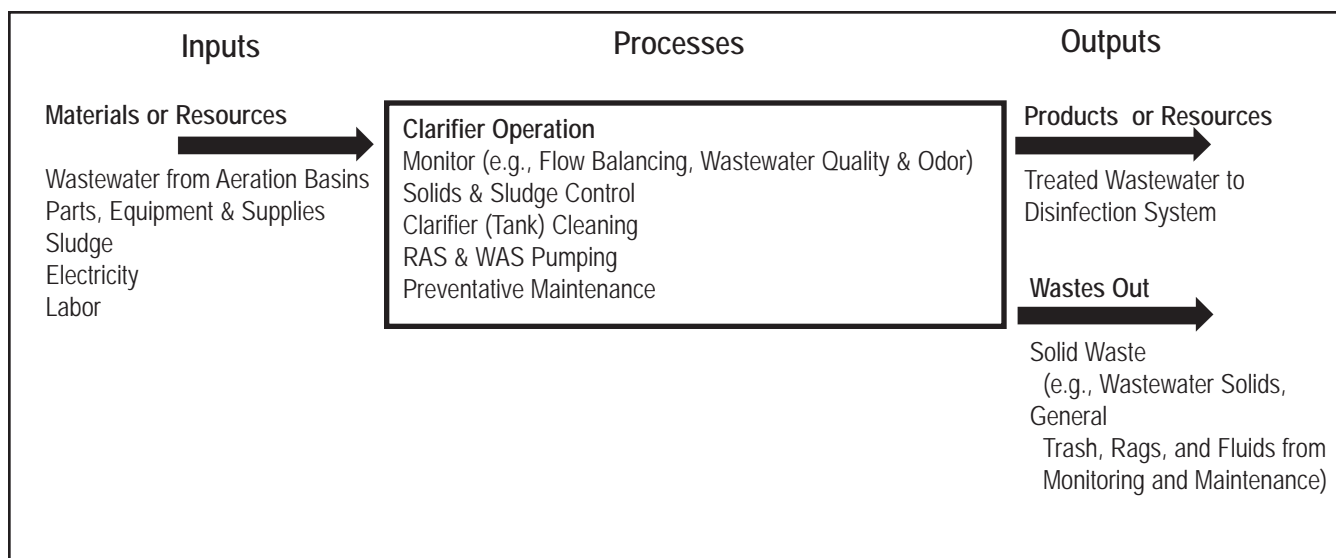 Inputs
Processes
Outputs
Materials or Resources
Wastewater from Aeration Basins
Parts, Equipment & Supplies
Sludge
Electricity
Labor
Clarifier Operation
Monitor (e.g., Flow Balancing, Wastewater Quality & Odor)
Solids & Sludge Control
Clarifier (Tank) Cleaning
RAS & WAS Pumping
Preventative Maintenance
Products or Resources
Treated Wastewater to
Disinfection System
Wastes Out
Solid Waste
(e.g., Wastewater Solids,
General
Trash, Rags, and Fluids from
Monitoring and Maintenance)